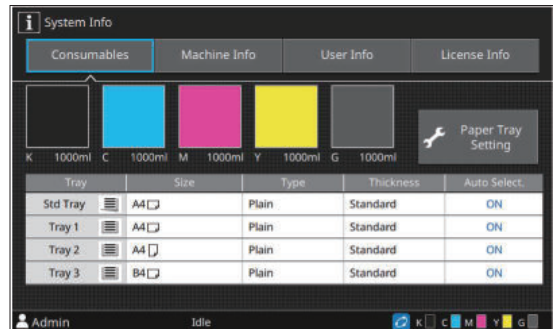 System Info
Consumables Machine Info User Info License Info
K 1000ml C 1000ml M 1000ml Y 1000ml G 1000ml
Paper Tray
Setting
Tray Size Type Thickness Auto Select.
Std Tray A4 Plain Standard ON
Tray 1 A4 Plain Standard ON
Tray 2 A4 Plain Standard ON
Tray 3 B4 Plain Standard ON
Admin Idle K C M Y G